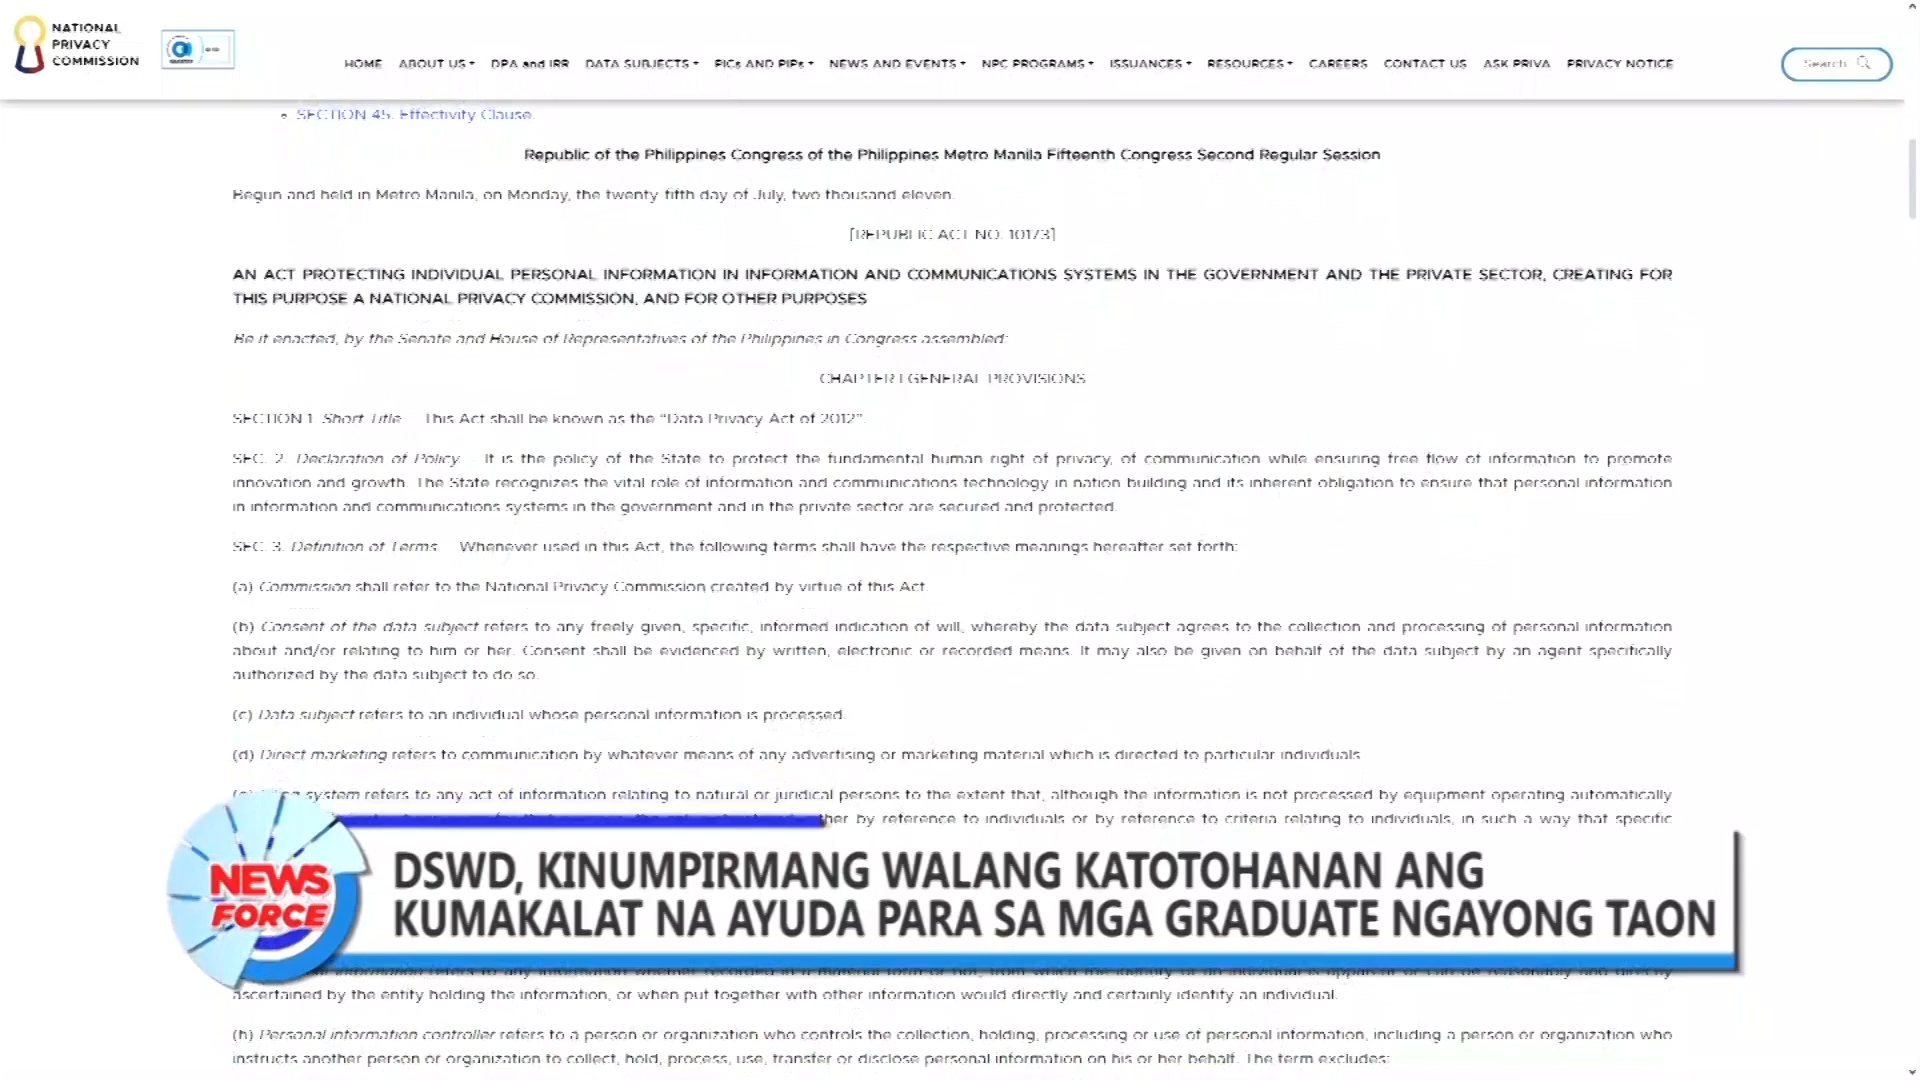 NATIONAL
PRIVACY
COMMISSION
HOME ABOUT US DPA and IRR DATA SUBJECTS PICs AND PIPs NEWS AND EVENTS NPC PROGRAMS ISSUANCES RESOURCES CAREERS CONTACT US ASK PRIVA PRIVACY NOTICE
Search
SECTION 45. Effectivity Clause.
Republic of the Philippines Congress of the Philippines Metro Manila Fifteenth Congress Second Regular Session
Begun and held in Metro Manila, on Monday, the twenty-fifth day of July, two thousand eleven.
[REPUBLIC ACT NO. 10173]
AN ACT PROTECTING INDIVIDUAL PERSONAL INFORMATION IN INFORMATION AND COMMUNICATIONS SYSTEMS IN THE GOVERNMENT AND THE PRIVATE SECTOR, CREATING FOR
THIS PURPOSE A NATIONAL PRIVACY COMMISSION, AND FOR OTHER PURPOSES
Be it enacted, by the Senate and House of Representatives of the Philippines in Congress assembled:
CHAPTER I GENERAL PROVISIONS
SECTION 1. Short Title. This Act shall be known as the “Data Privacy Act of 2012”.
SEC. 2. Declaration of Policy. It is the policy of the State to protect the fundamental human right of privacy, of communication while ensuring free flow of information to promote
innovation and growth. The State recognizes the vital role of information and communications technology in nation building and its inherent obligation to ensure that personal information
in information and communications systems in the government and in the private sector are secured and protected.
SEC. 3. Definition of Terms. Whenever used in this Act, the following terms shall have the respective meanings hereafter set forth:
(a) Commission shall refer to the National Privacy Commission created by virtue of this Act.
(b) Consent of the data subject refers to any freely given, specific, informed indication of will, whereby the data subject agrees to the collection and processing of personal information
about and/or relating to him or her. Consent shall be evidenced by written, electronic or recorded means. It may also be given on behalf of the data subject by an agent specifically
authorized by the data subject to do so.
(c) Data subject refers to an individual whose personal information is processed.
(d) Direct marketing refers to communication by whatever means of any advertising or marketing material which is directed to particular individuals.
system refers to any act of information relating to natural or juridical persons to the extent that, although the information is not processed by equipment operating automatically
by reference to individuals or by reference to criteria relating to individuals, in such a way that specific
NEWS
FORCE
DSWD, KINUMPIRMANG WALANG KATOTOHANAN ANG
KUMAKALAT NA AYUDA PARA SA MGA GRADUATE NGAYONG TAON
ascertained by the entity holding the information, or when put together with other information would directly and certainly identify an individual.
(h) Personal information controller refers to a person or organization who controls the collection, holding, processing or use of personal information, including a person or organization who
instructs another person or organization to collect, hold, process, use, transfer or disclose personal information on his or her behalf. The term excludes: